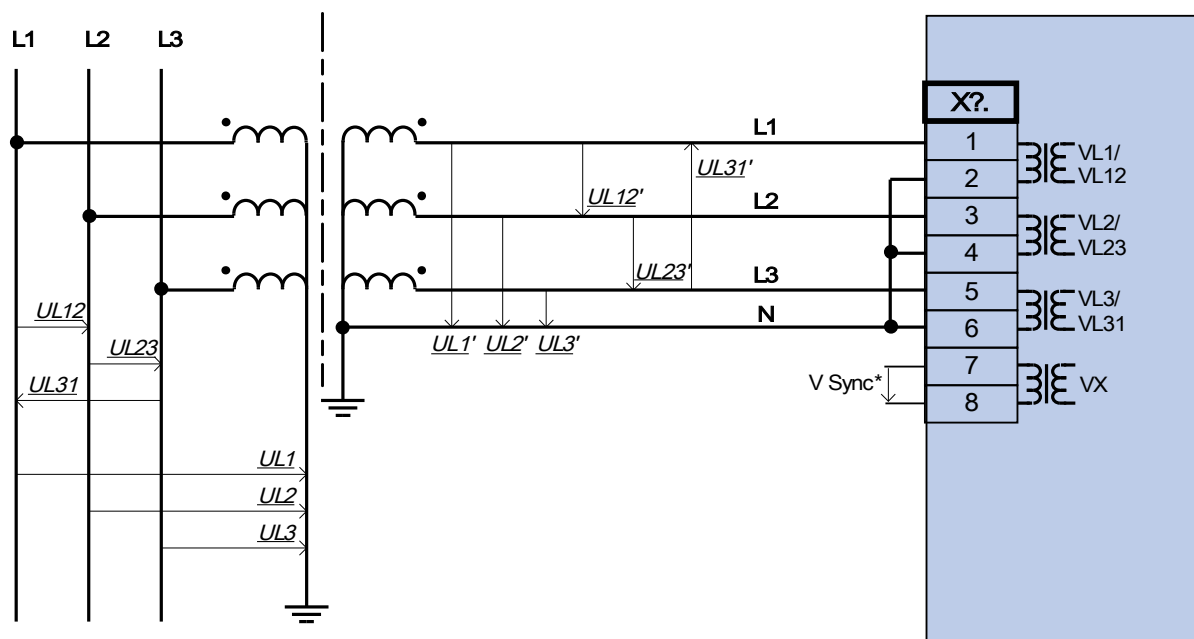 L1 L2 L3
X?.
L1
1
VL1/
VL12
UL31'
2
UL12'
L2
3
VL2/
VL23
4
UL23'
L3
5
VL3/
VL31
UL12
N
6
UL1' UL2' UL3'
UL23
7
V Sync*
VX
UL31
8
UL1
UL2
UL3